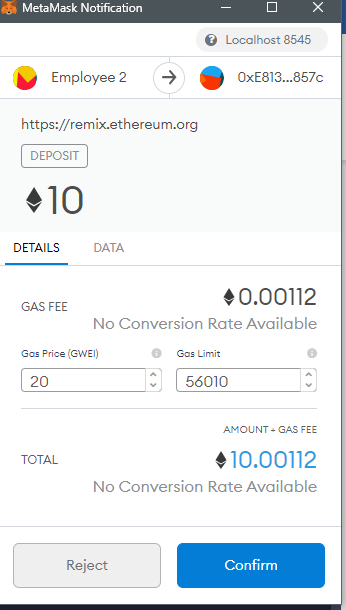 MetaMask Notification
Localhost 8545
Employee 2
0xE813...857c
https://remix.ethereum.org
DEPOSIT
10
DETAILS DATA
GAS FEE
0.00112
No Conversion Rate Available
Gas Price (GWEI) Gas Limit
20 56010
AMOUNT + GAS FEE
TOTAL 10.00112
No Conversion Rate Available
Reject Confirm